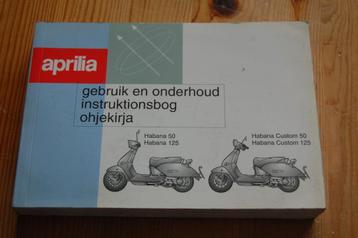 aprilia
gebruik en onderhoud
instruktionsbog
ohjekirja
Habana 50
Habana 125
Habana Custom 50
Habana Custom 125